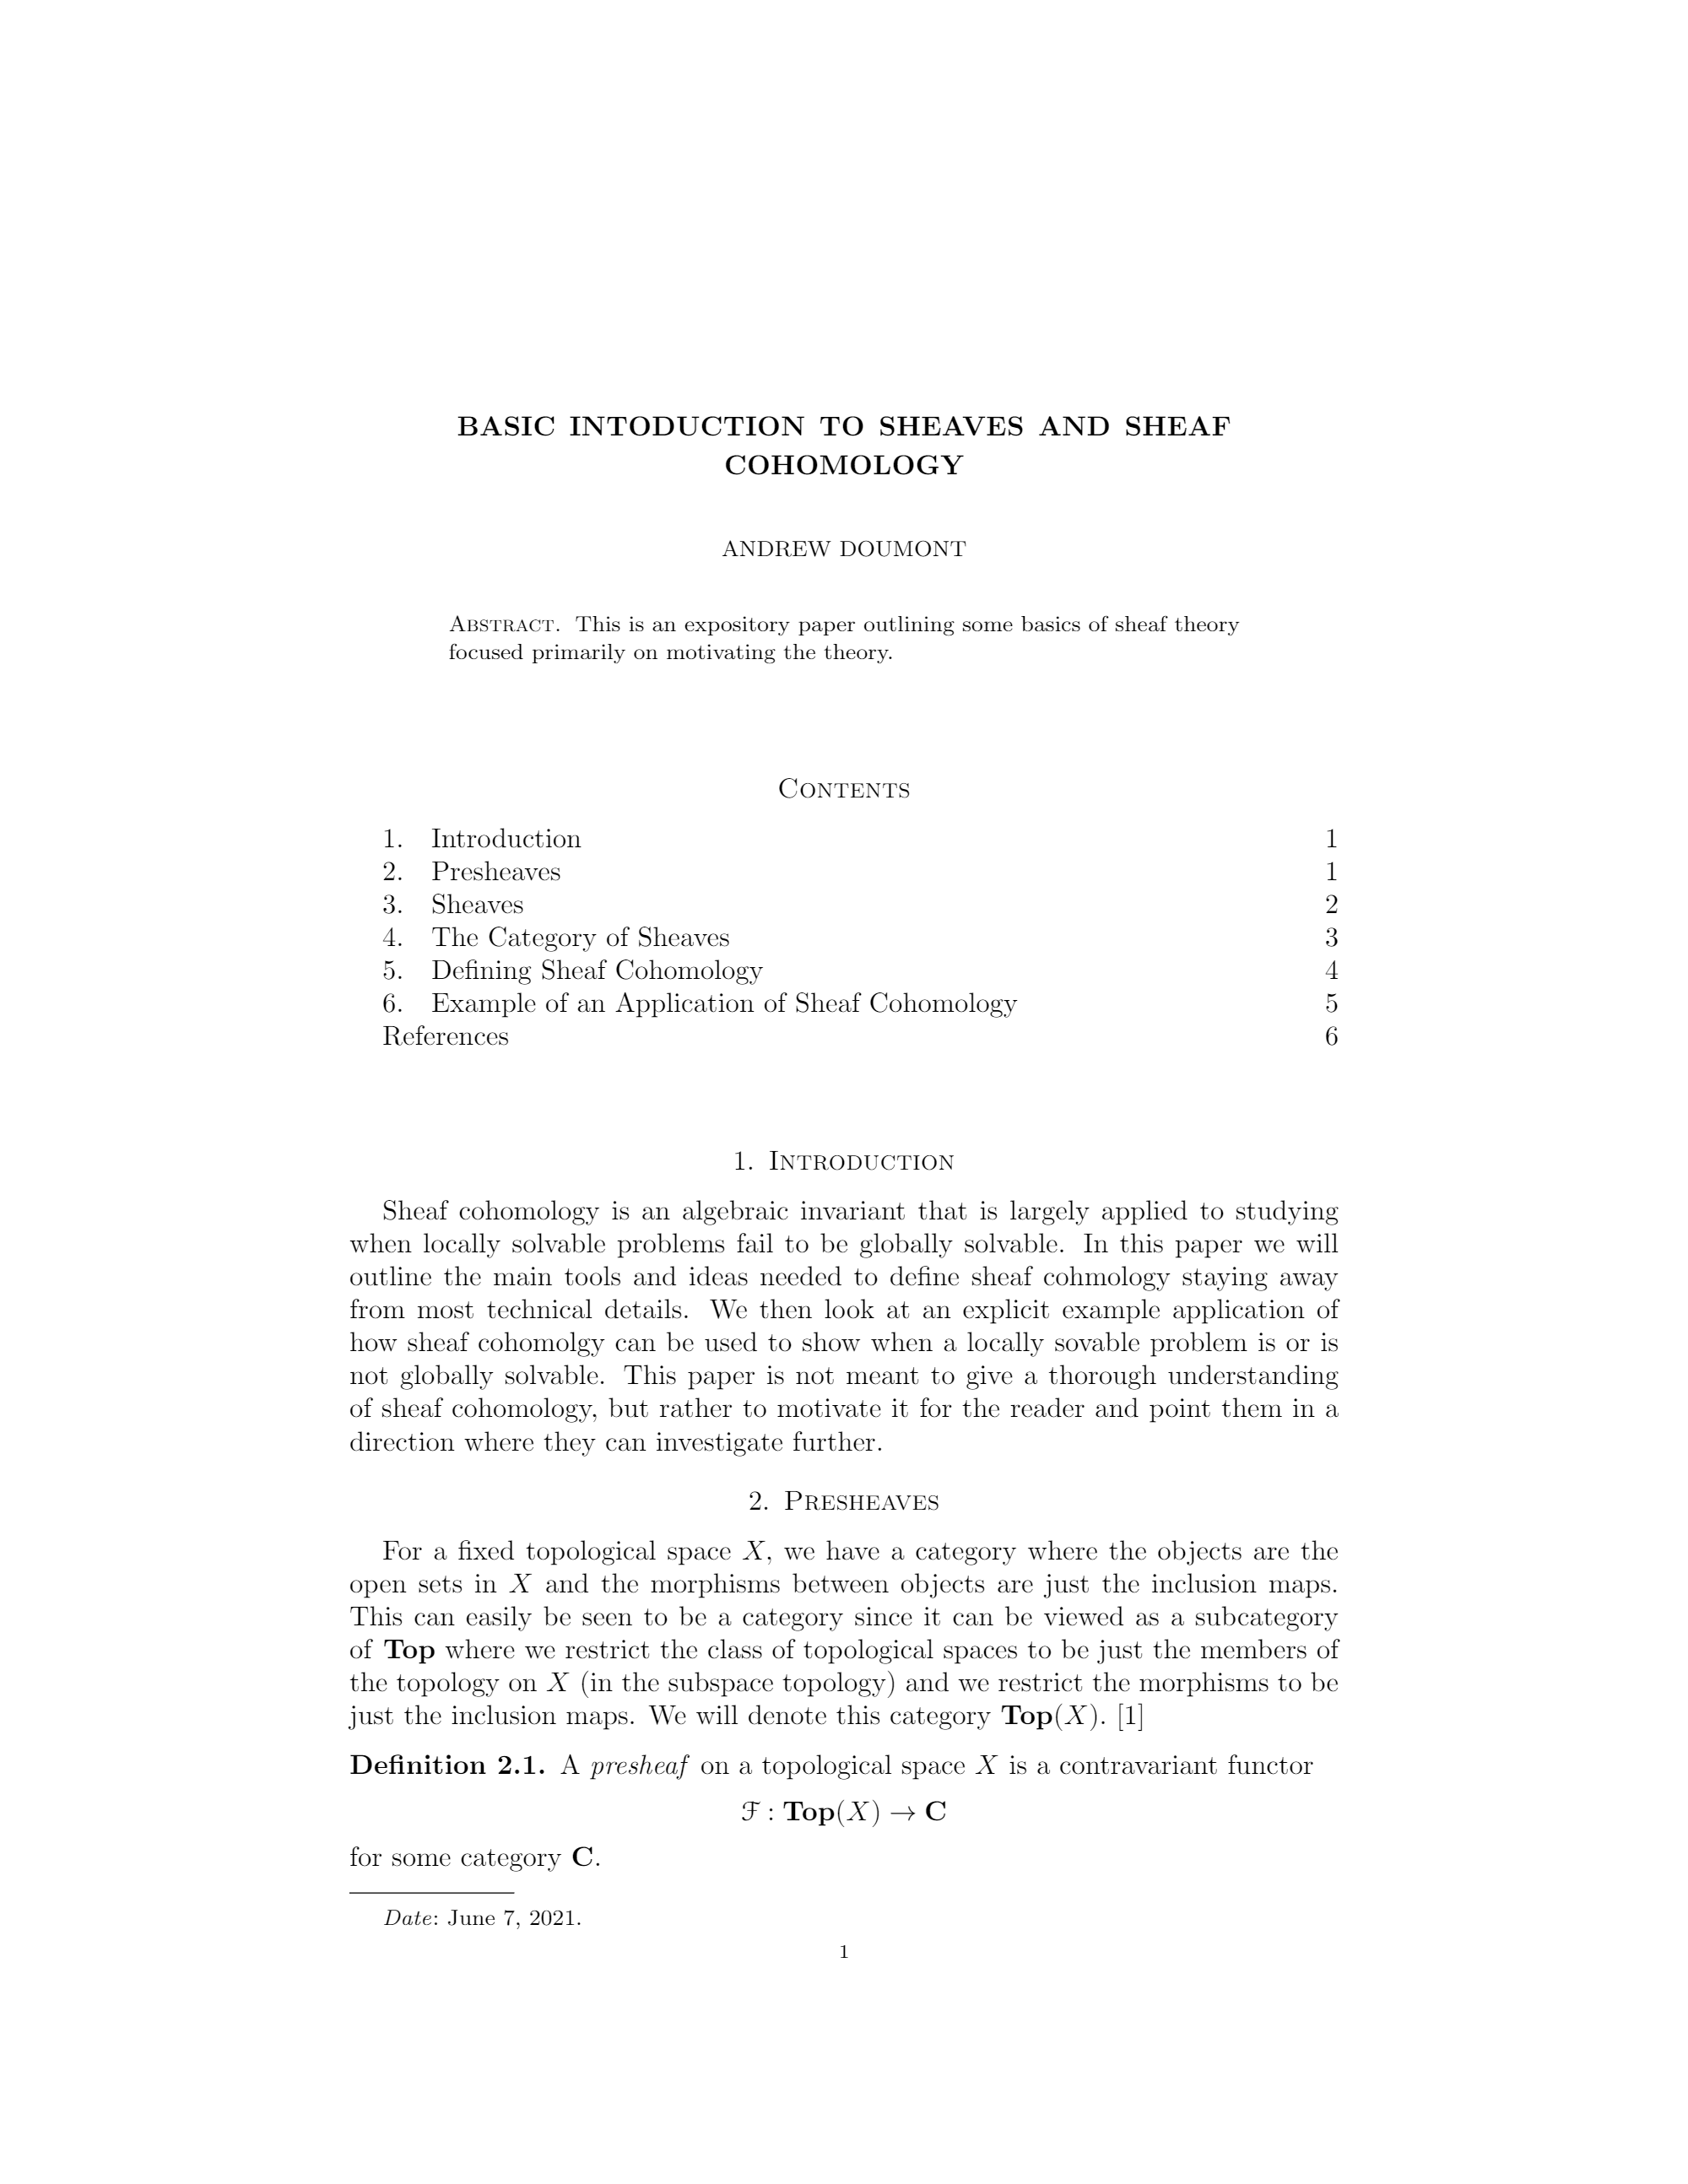 BASIC INTODUCTION TO SHEAVES AND SHEAF
COHOMOLOGY
ANDREW DOUMONT
ABSTRACT. This is an expository paper outlining some basics of sheaf theory
focused primarily on motivating the theory.
CONTENTS
1. Introduction 1
2. Presheaves 1
3. Sheaves 2
4. The Category of Sheaves 3
5. Defining Sheaf Cohomology 4
6. Example of an Application of Sheaf Cohomology 5
References 6
1. INTRODUCTION
Sheaf cohomology is an algebraic invariant that is largely applied to studying
when locally solvable problems fail to be globally solvable. In this paper we will
outline the main tools and ideas needed to define sheaf cohmology staying away
from most technical details. We then look at an explicit example application of
how sheaf cohomolgy can be used to show when a locally sovable problem is or is
not globally solvable. This paper is not meant to give a thorough understanding
of sheaf cohomology, but rather to motivate it for the reader and point them in a
direction where they can investigate further.
2. PRESHEAVES
For a fixed topological space X, we have a category where the objects are the
open sets in X and the morphisms between objects are just the inclusion maps.
This can easily be seen to be a category since it can be viewed as a subcategory
of Top where we restrict the class of topological spaces to be just the members of
the topology on X (in the subspace topology) and we restrict the morphisms to be
just the inclusion maps. We will denote this category Top(X). [1]
Definition 2.1. A presheaf on a topological space X is a contravariant functor
ℱ : Top(X) → C
for some category C.
Date: June 7, 2021.
1